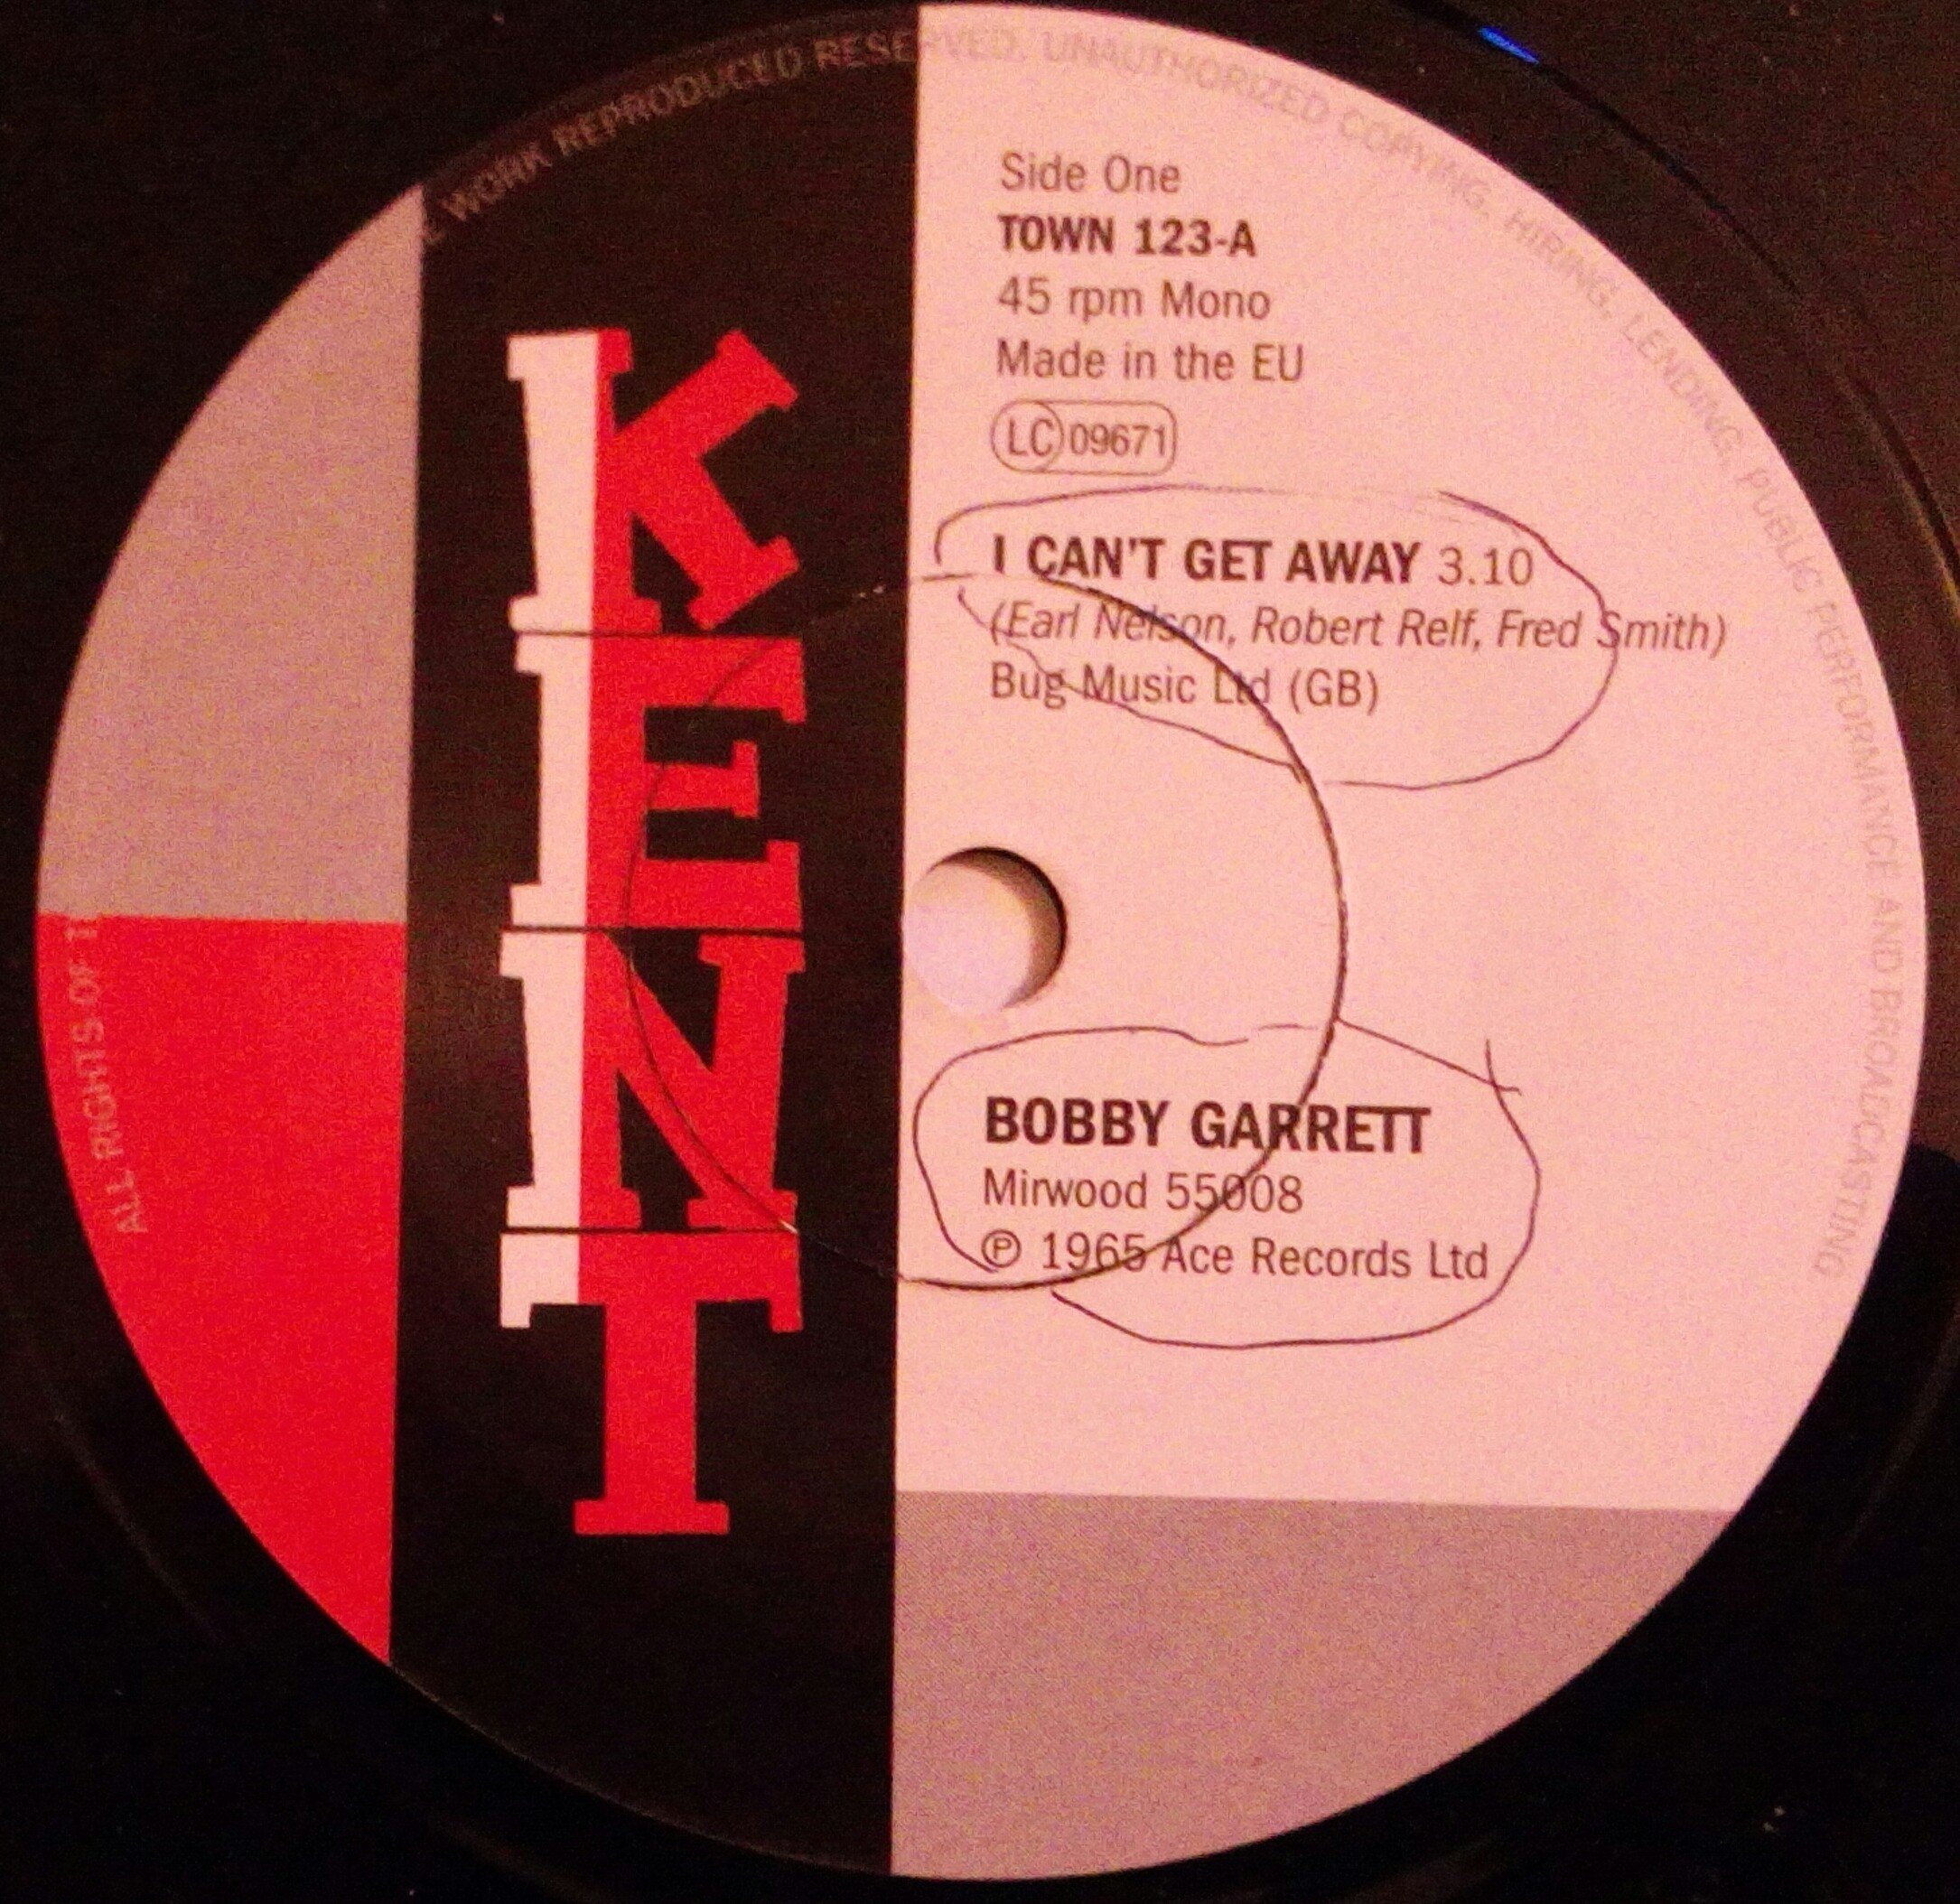 KENT
Side One
TOWN 123-A
45 rpm Mono
Made in the EU
LC 09671
I CAN'T GET AWAY 3.10
(Earl Nelson, Robert Relf, Fred Smith)
Bug Music Ltd (GB)
BOBBY GARRETT
Mirwood 55008
℗ 1965 Ace Records Ltd
ALL RIGHTS OF WORK REPRODUCED RESERVED. UNAUTHORIZED COPYING, HIRING, LENDING, PUBLIC PERFORMANCE AND BROADCASTING